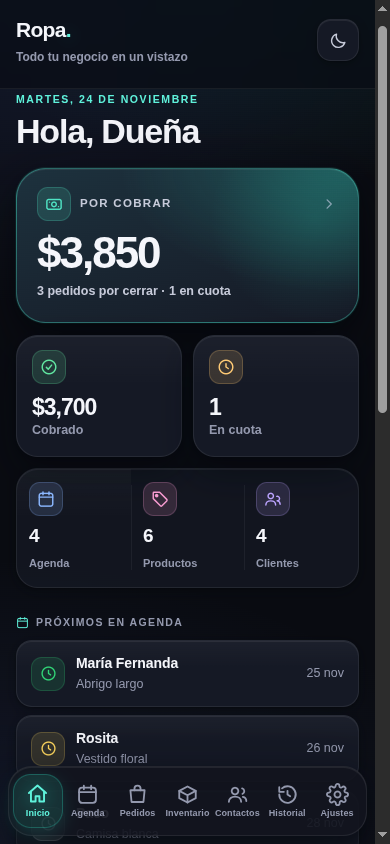 Ropa.
Todo tu negocio en un vistazo
MARTES, 24 DE NOVIEMBRE
Hola, Dueña
POR COBRAR
$3,850
3 pedidos por cerrar · 1 en cuota
$3,700
Cobrado
1
En cuota
4
Agenda
6
Productos
4
Clientes
PRÓXIMOS EN AGENDA
María Fernanda
Abrigo largo
25 nov
Rosita
Vestido floral
26 nov
Camisa blanca
Inicio
Agenda
Pedidos
Inventario
Contactos
Historial
Ajustes